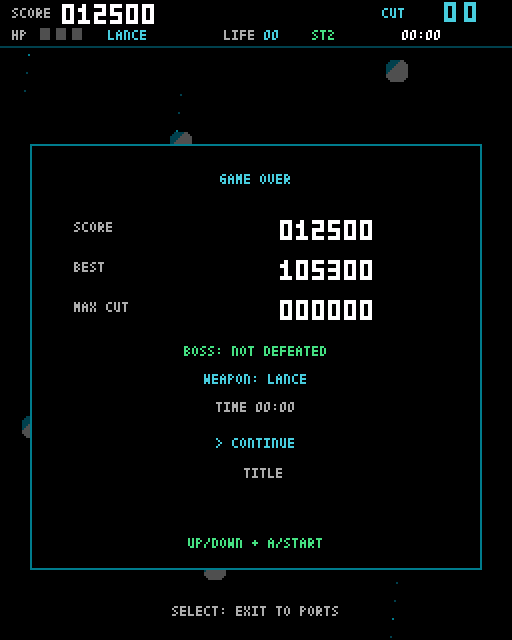 SCORE 012500 CUT 00
HP LANCE LIFE 00 ST2 00:00
GAME OVER
SCORE 012500
BEST 105300
MAX CUT 000000
BOSS: NOT DEFEATED
WEAPON: LANCE
TIME 00:00
> CONTINUE
TITLE
UP/DOWN + A/START
SELECT: EXIT TO PORTS